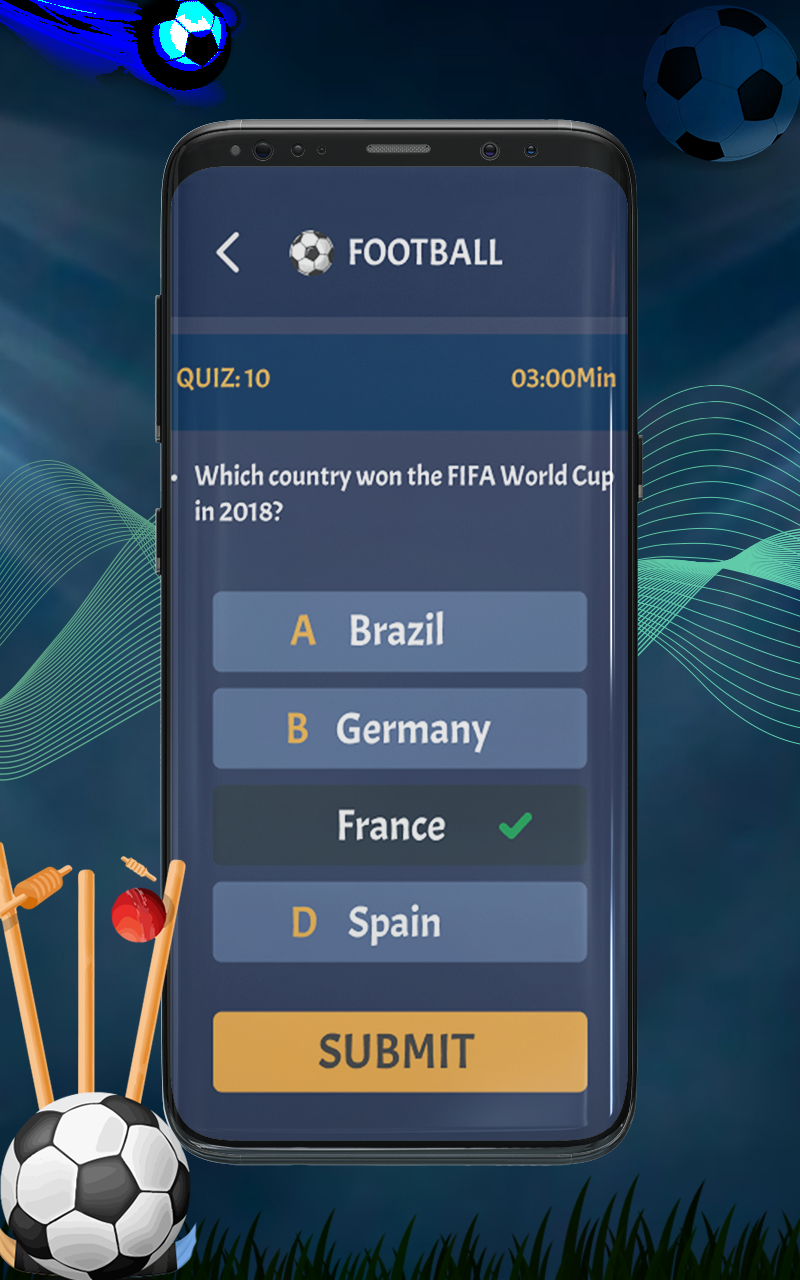 FOOTBALL
QUIZ: 10 03:00Min
• Which country won the FIFA World Cup
in 2018?
A Brazil
B Germany
France
D Spain
SUBMIT